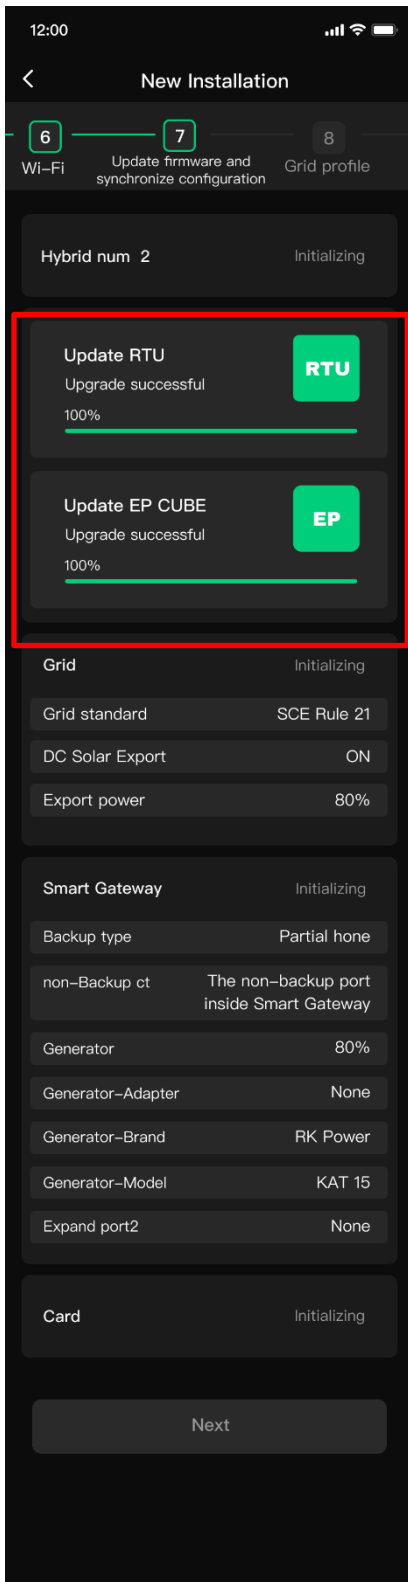 12:00
New Installation
6
7
8
Wi-Fi
Update firmware and
synchronize configuration
Grid profile
Hybrid num 2
Initializing
Update RTU
RTU
Upgrade successful
100%
Update EP CUBE
EP
Upgrade successful
100%
Grid
Initializing
Grid standard
SCE Rule 21
DC Solar Export
ON
Export power
80%
Smart Gateway
Initializing
Backup type
Partial hone
non-Backup ct
The non-backup port
inside Smart Gateway
Generator
80%
Generator-Adapter
None
Generator-Brand
RK Power
Generator-Model
KAT 15
Expand port2
None
Card
Initializing
Next